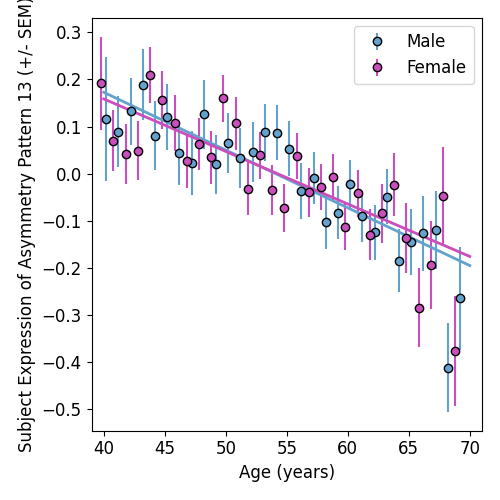 Subject Expression of Asymmetry Pattern 13 (+/- SEM)
0.3
0.2
0.1
0.0
−0.1
−0.2
−0.3
−0.4
−0.5
Male
Female
40 45 50 55 60 65 70
Age (years)